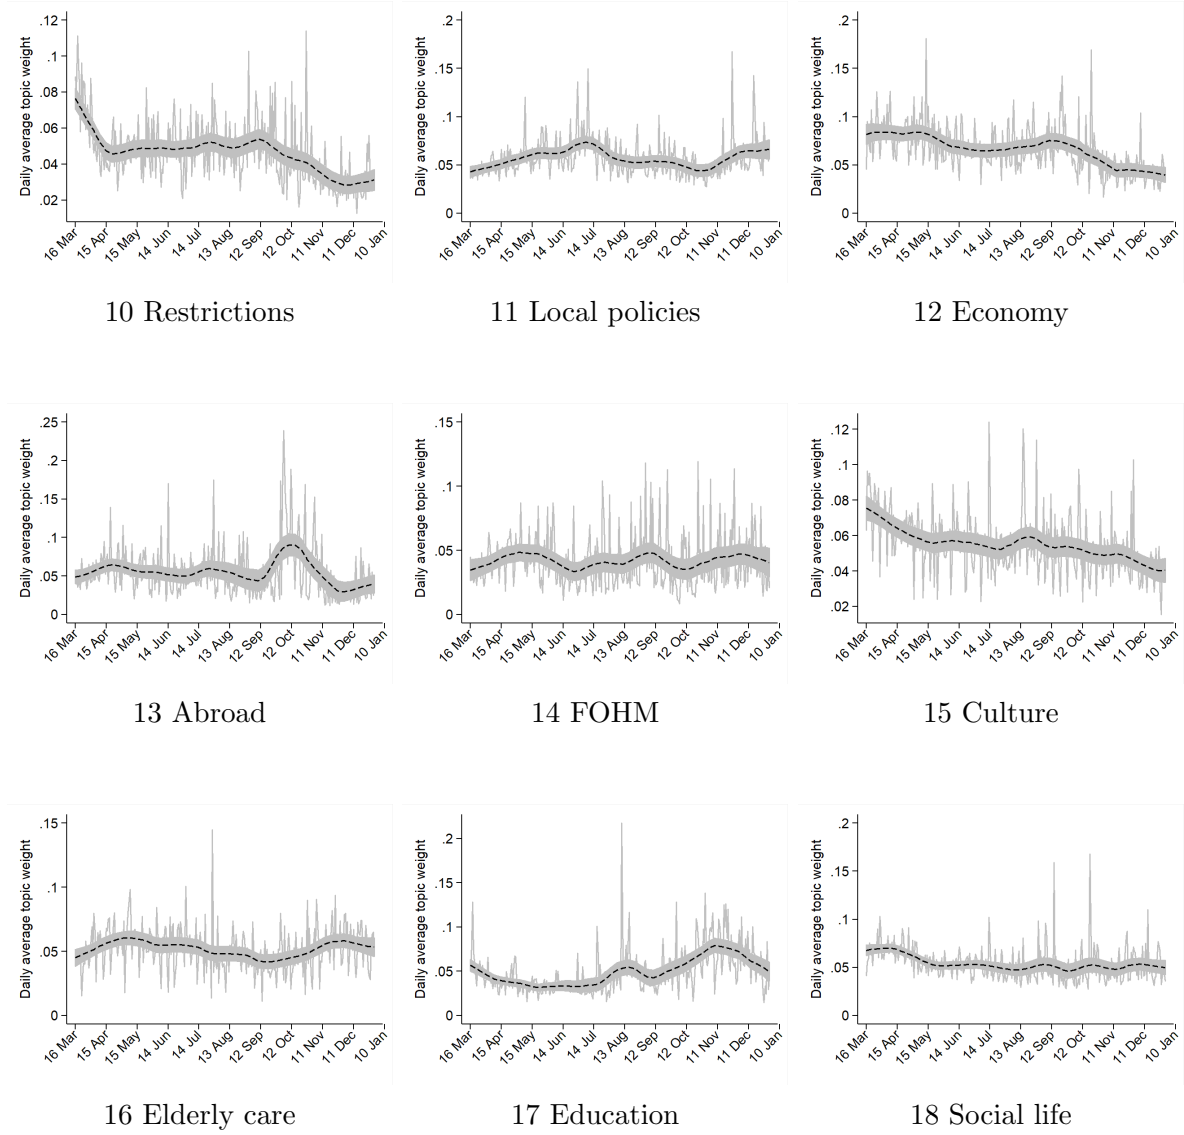 Daily average topic weight
.12
.1
.08
.06
.04
.02
16 Mar 15 Apr 15 May 14 Jun 14 Jul 13 Aug 12 Sep 12 Oct 11 Nov 11 Dec 10 Jan
10 Restrictions
Daily average topic weight
.2
.15
.1
.05
0
16 Mar 15 Apr 15 May 14 Jun 14 Jul 13 Aug 12 Sep 12 Oct 11 Nov 11 Dec 10 Jan
11 Local policies
Daily average topic weight
.2
.15
.1
.05
0
16 Mar 15 Apr 15 May 14 Jun 14 Jul 13 Aug 12 Sep 12 Oct 11 Nov 11 Dec 10 Jan
12 Economy
Daily average topic weight
.25
.2
.15
.1
.05
0
16 Mar 15 Apr 15 May 14 Jun 14 Jul 13 Aug 12 Sep 12 Oct 11 Nov 11 Dec 10 Jan
13 Abroad
Daily average topic weight
.15
.1
.05
0
16 Mar 15 Apr 15 May 14 Jun 14 Jul 13 Aug 12 Sep 12 Oct 11 Nov 11 Dec 10 Jan
14 FOHM
Daily average topic weight
.12
.1
.08
.06
.04
.02
16 Mar 15 Apr 15 May 14 Jun 14 Jul 13 Aug 12 Sep 12 Oct 11 Nov 11 Dec 10 Jan
15 Culture
Daily average topic weight
.15
.1
.05
0
16 Mar 15 Apr 15 May 14 Jun 14 Jul 13 Aug 12 Sep 12 Oct 11 Nov 11 Dec 10 Jan
16 Elderly care
Daily average topic weight
.2
.15
.1
.05
0
16 Mar 15 Apr 15 May 14 Jun 14 Jul 13 Aug 12 Sep 12 Oct 11 Nov 11 Dec 10 Jan
17 Education
Daily average topic weight
.2
.15
.1
.05
0
16 Mar 15 Apr 15 May 14 Jun 14 Jul 13 Aug 12 Sep 12 Oct 11 Nov 11 Dec 10 Jan
18 Social life